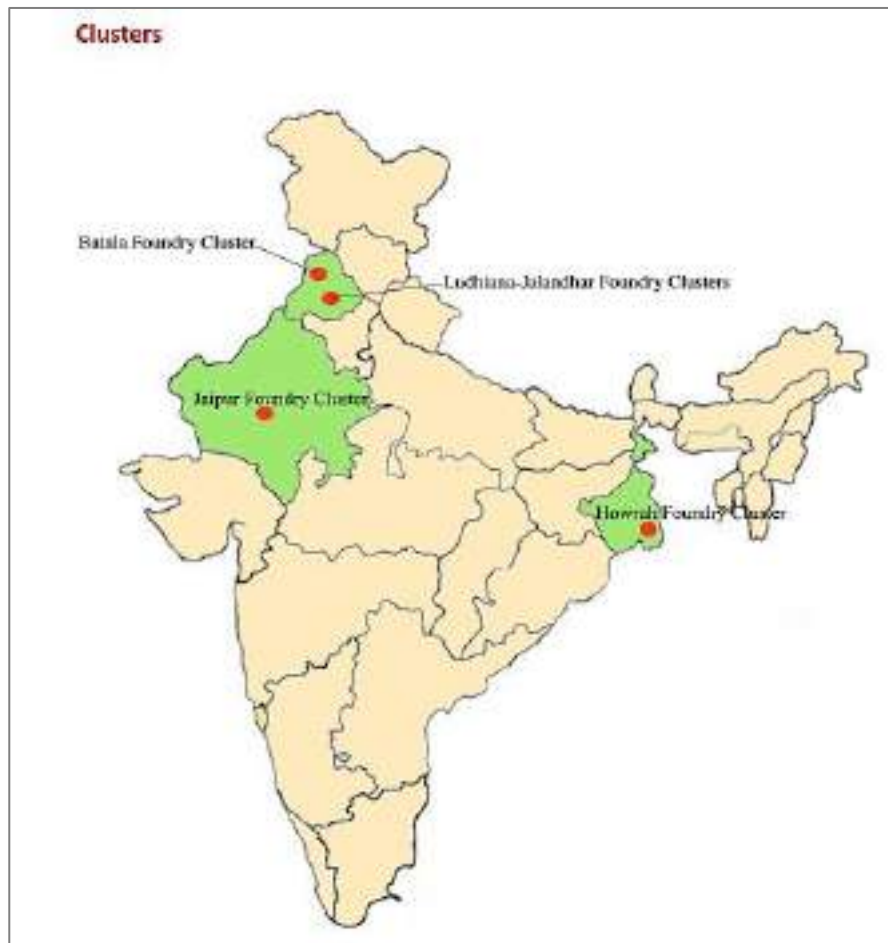 Clusters
Batala Foundry Cluster
Ludhiana-Jalandhar Foundry Clusters
Jaipur Foundry Cluster
Howrah Foundry Cluster